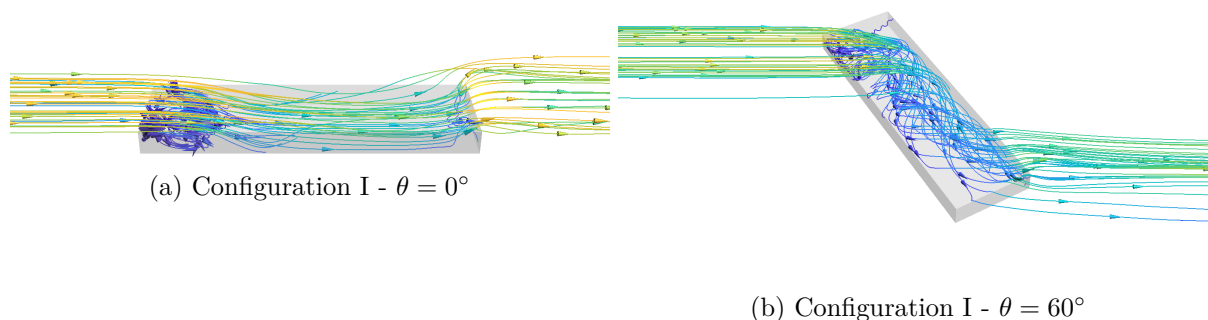 (a) Configuration I - θ = 0°
(b) Configuration I - θ = 60°